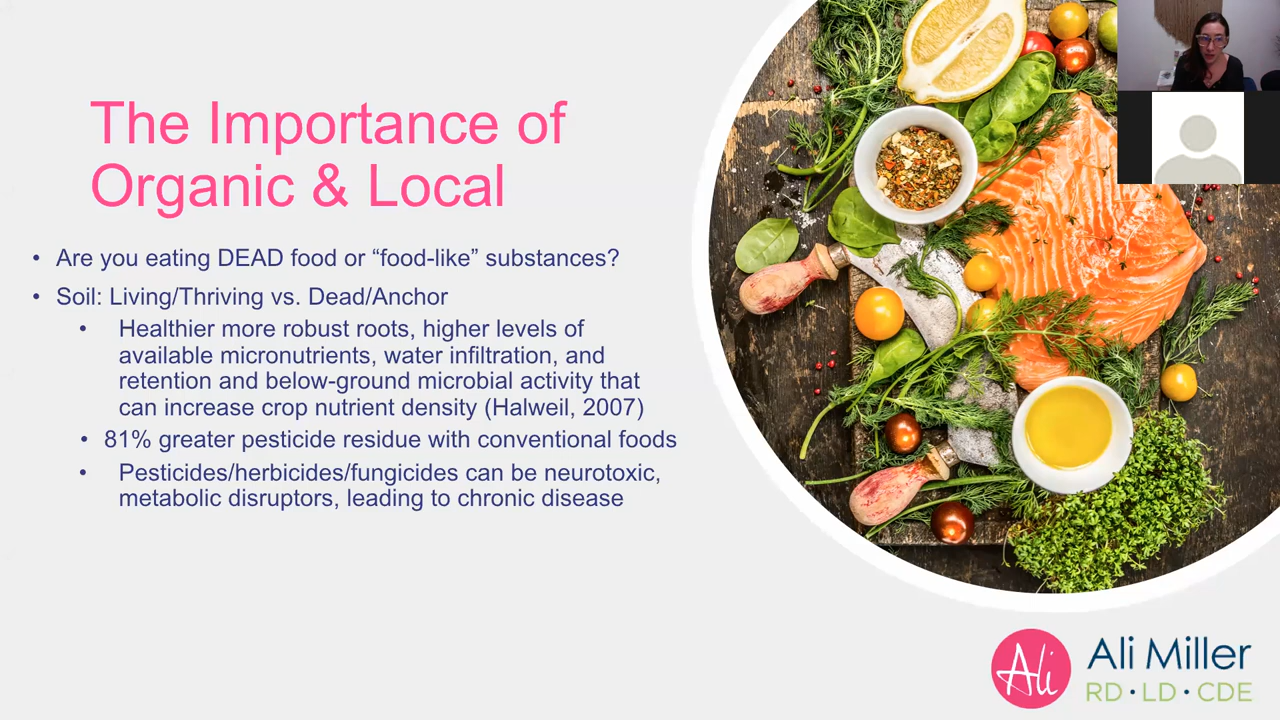 The Importance of
Organic & Local
• Are you eating DEAD food or “food-like” substances?
• Soil: Living/Thriving vs. Dead/Anchor
• Healthier more robust roots, higher levels of
available micronutrients, water infiltration, and
retention and below-ground microbial activity that
can increase crop nutrient density (Halweil, 2007)
• 81% greater pesticide residue with conventional foods
• Pesticides/herbicides/fungicides can be neurotoxic,
metabolic disruptors, leading to chronic disease
Ali
Ali Miller
RD • LD • CDE